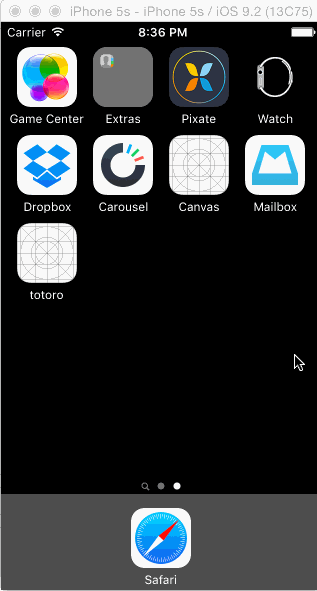 iPhone 5s - iPhone 5s / iOS 9.2 (13C75)
Carrier 8:36 PM
Game Center Extras Pixate Watch
Dropbox Carousel Canvas Mailbox
totoro
Safari